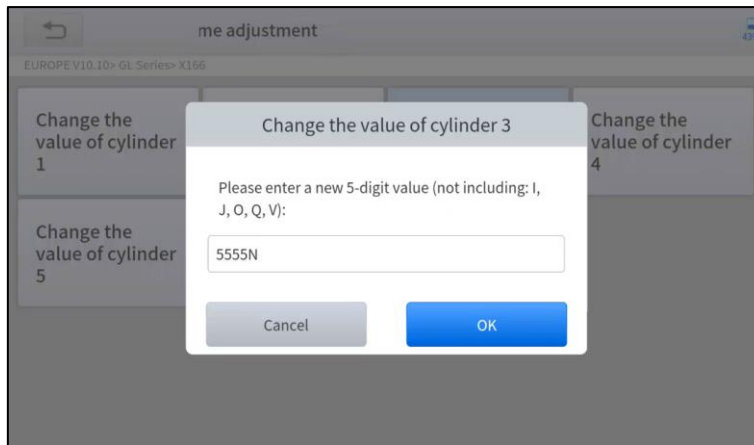 me adjustment
EUROPE V10.10> GL Series> X166
Change the
value of cylinder
1
Change the
value of cylinder
4
Change the
value of cylinder
5
Change the value of cylinder 3
Please enter a new 5-digit value (not including: I,
J, O, Q, V):
5555N
Cancel
OK